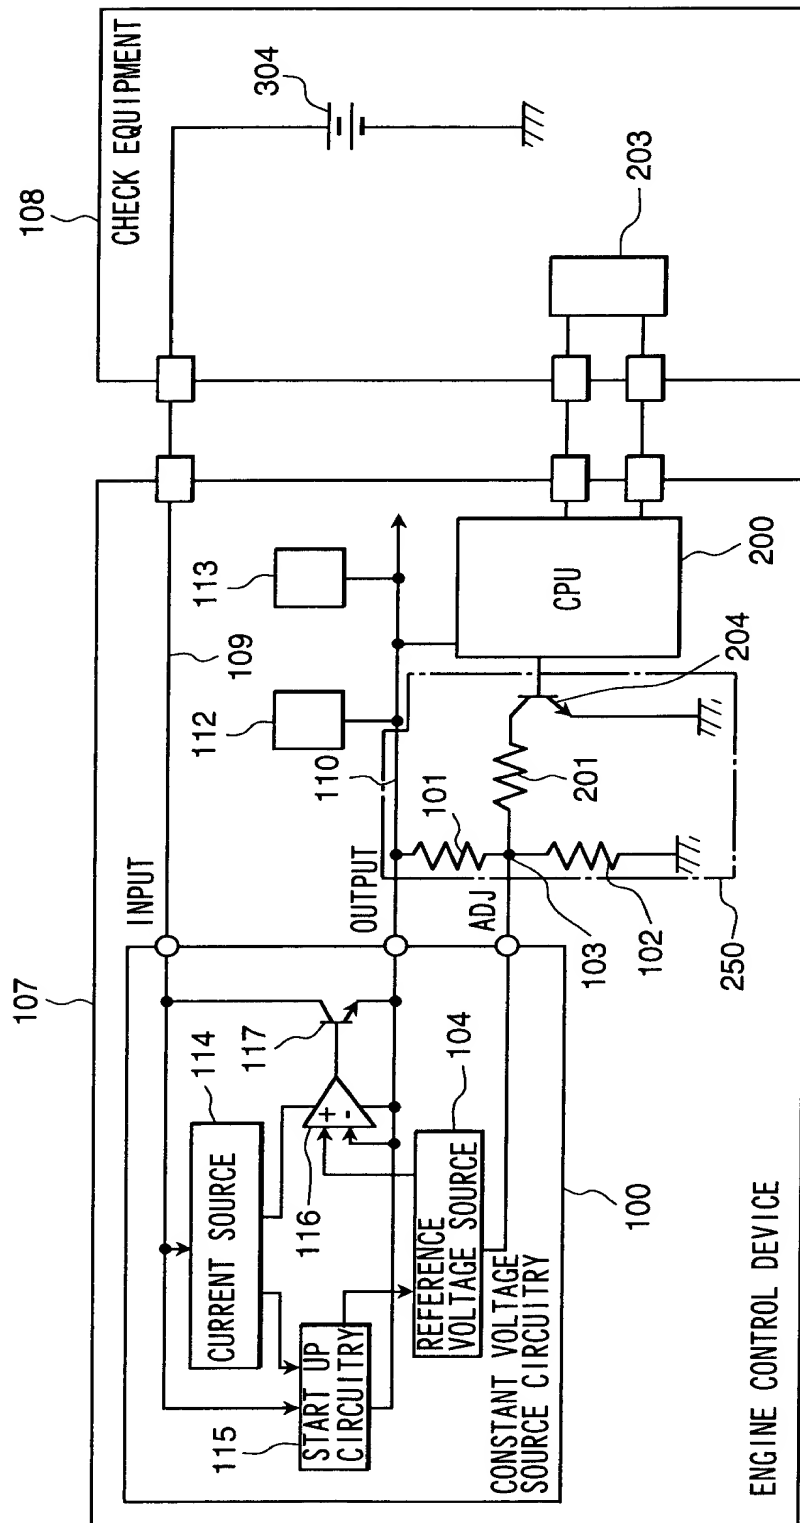 108
CHECK EQUIPMENT
304
203
107
109
INPUT
113
112
110
OUTPUT
ADJ
CPU
200
204
201
101
102
103
250
114
CURRENT SOURCE
117
+
-
116
104
REFERENCE
VOLTAGE SOURCE
115
START UP
CIRCUITRY
100
CONSTANT VOLTAGE
SOURCE CIRCUITRY
ENGINE CONTROL DEVICE